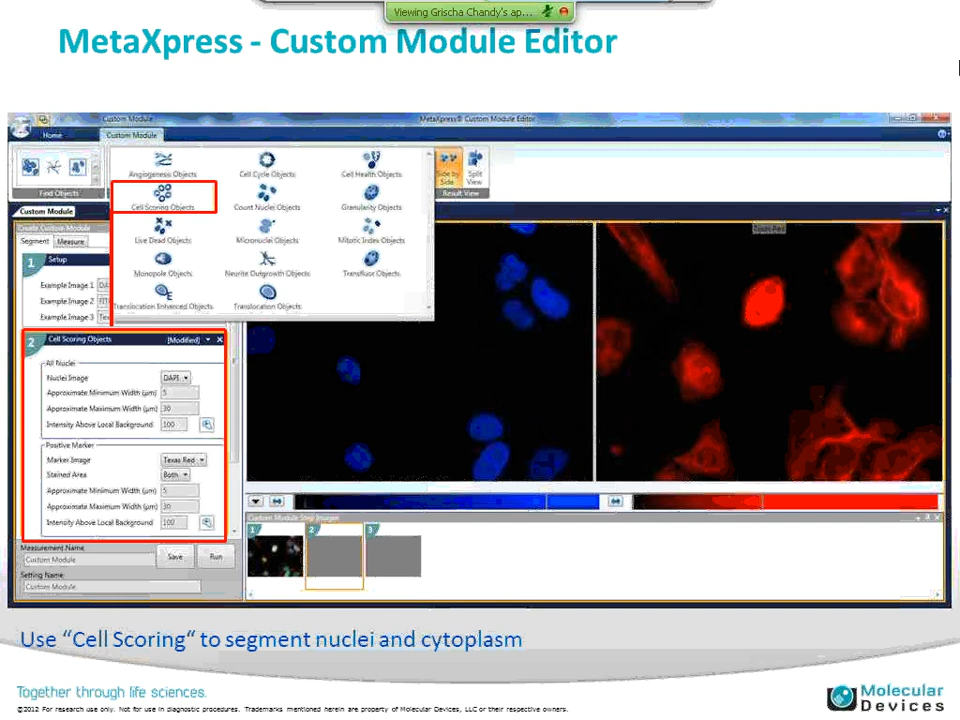 Viewing Grischa Chandy's ap...
MetaXpress - Custom Module Editor
Custom Module
MetaXpress® Custom Module Editor
Home
Custom Module
Angiogenesis Objects
Cell Cycle Objects
Cell Health Objects
Side by Side
Split View
Find Objects
Result View
Cell Scoring Objects
Count Nuclei Objects
Granularity Objects
Custom Module
Create Custom Module
Live Dead Objects
Micronuclei Objects
Mitotic Index Objects
Segment
Measure
1
Setup
Monopole Objects
Neurite Outgrowth Objects
Transfluor Objects
Example Image 1
Example Image 2
Example Image 3
Translocation Enhanced Objects
Translocation Objects
2
Cell Scoring Objects
[Modified]
All Nuclei
Nuclei Image
DAPI
Approximate Minimum Width (µm)
5
Approximate Maximum Width (µm)
30
Intensity Above Local Background
100
Positive Marker
Marker Image
Texas Red
Stained Area
Both
Approximate Minimum Width (µm)
5
Approximate Maximum Width (µm)
30
Intensity Above Local Background
100
Measurement Name
Custom Module
Save
Run
Setting Name
Custom Module
Custom Module Step Images
1
2
3
Use “Cell Scoring“ to segment nuclei and cytoplasm
Together through life sciences.
©2012 For research use only. Not for use in diagnostic procedures. Trademarks mentioned herein are property of Molecular Devices, LLC or their respective owners.
Molecular
Devices